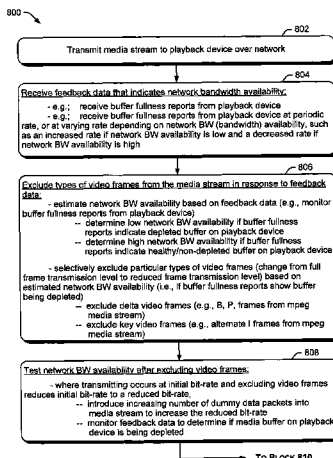 800
802
Transmit media stream to playback device over network
804
Receive feedback data that indicates network bandwidth availability:
- e.g.; receive buffer fullness reports from playback device
- e.g.; receive buffer fullness reports from playback device at periodic
rate, or at varying rate depending on network BW (bandwidth) availability, such
as an increased rate if network BW availability is low and a decreased rate if
network BW availability is high
806
Exclude types of video frames from the media stream in response to feedback
data:
- estimate network BW availability based on feedback data (e.g., monitor
buffer fullness reports from playback device)
-- determine low network BW availability if buffer fullness
reports indicate depleted buffer on playback device
-- determine high network BW availability if buffer fullness
reports indicate healthy/non-depleted buffer on playback device
- selectively exclude particular types of video frames (change from full
frame transmission level to reduced frame transmission level) based on
estimated network BW availability (i.e., if buffer fullness reports show buffer
being depleted)
-- exclude delta video frames (e.g., B, P, frames from mpeg
media stream)
-- exclude key video frames (e.g., alternate I frames from mpeg
media stream)
808
Test network BW availability after excluding video frames:
- where transmitting occurs at initial bit-rate and excluding video frames
reduces initial bit-rate to a reduced bit-rate,
-- introduce increasing number of dummy data packets into
media stream to increase the reduced bit-rate
-- monitor feedback data to determine if media buffer on playback
device is being depleted
TO BLOCK 810